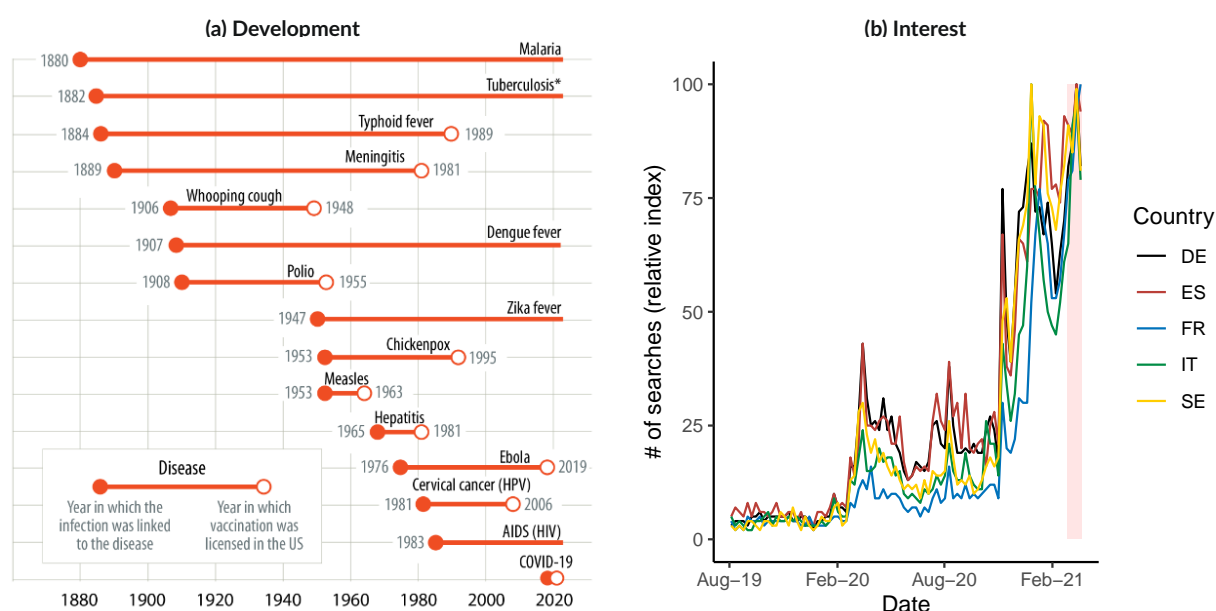 (a) Development
Malaria
1880
Tuberculosis*
1882
Typhoid fever
1884
1989
Meningitis
1889
1981
Whooping cough
1906
1948
Dengue fever
1907
Polio
1908
1955
Zika fever
1947
Chickenpox
1953
1995
Measles
1953
1963
Hepatitis
1965
1981
Ebola
1976
2019
Cervical cancer (HPV)
1981
2006
AIDS (HIV)
1983
COVID-19
Disease
Year in which the
infection was linked
to the disease
Year in which
vaccination was
licensed in the US
1880 1900 1920 1940 1960 1980 2000 2020
(b) Interest
# of searches (relative index)
100
75
50
25
0
Aug–19 Feb–20 Aug–20 Feb–21
Date
Country
DE
ES
FR
IT
SE